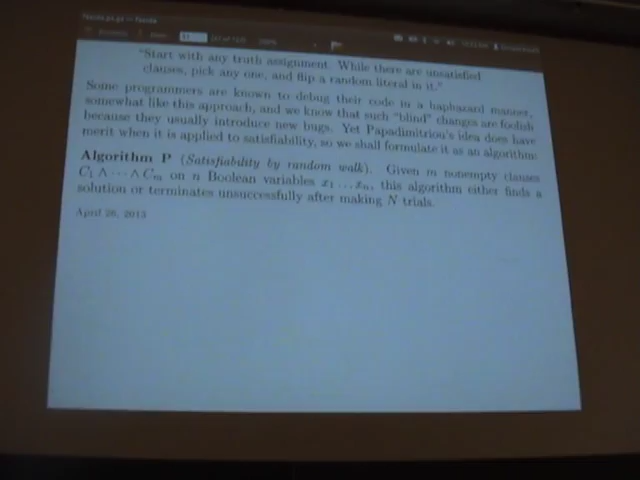 "Start with any truth assignment. While there are unsatisfied
clauses, pick any one, and flip a random literal in it."
Some programmers are known to debug their code in a haphazard manner,
somewhat like this approach, and we know that such "blind" changes are foolish
because they usually introduce new bugs. Yet Papadimitriou's idea does have
merit when it is applied to satisfiability, so we shall formulate it as an algorithm:
Algorithm P (Satisfiability by random walk). Given m nonempty clauses
C₁ ∧ ··· ∧ Cₘ on n Boolean variables x₁ ... xₙ, this algorithm either finds a
solution or terminates unsuccessfully after making N trials.
April 26, 2013